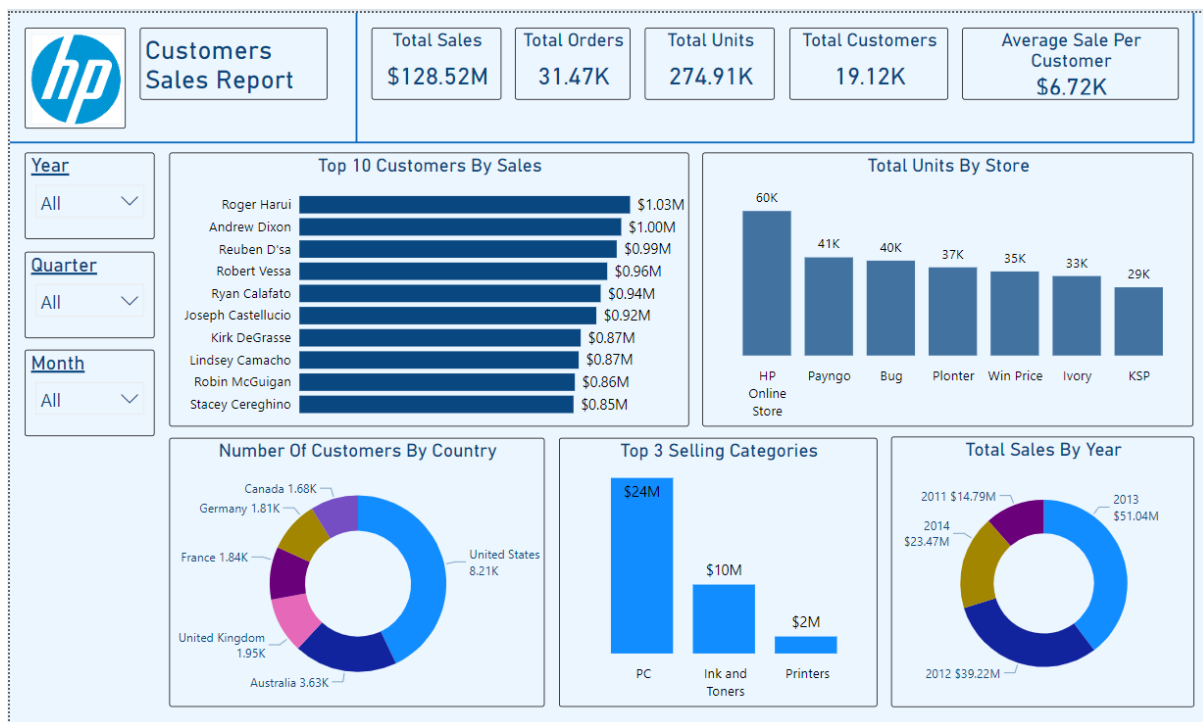 hp
Customers
Sales Report
Total Sales
$128.52M
Total Orders
31.47K
Total Units
274.91K
Total Customers
19.12K
Average Sale Per
Customer
$6.72K
Year
All
Quarter
All
Month
All
Top 10 Customers By Sales
Roger Harui $1.03M
Andrew Dixon $1.00M
Reuben D'sa $0.99M
Robert Vessa $0.96M
Ryan Calafato $0.94M
Joseph Castellucio $0.92M
Kirk DeGrasse $0.87M
Lindsey Camacho $0.87M
Robin McGuigan $0.86M
Stacey Cereghino $0.85M
Total Units By Store
60K
41K
40K
37K
35K
33K
29K
HP
Online
Store
Payngo
Bug
Plonter
Win Price
Ivory
KSP
Number Of Customers By Country
Canada 1.68K
Germany 1.81K
France 1.84K
United Kingdom
1.95K
Australia 3.63K
United States
8.21K
Top 3 Selling Categories
$24M
$10M
$2M
PC
Ink and
Toners
Printers
Total Sales By Year
2011 $14.79M
2014
$23.47M
2012 $39.22M
2013
$51.04M